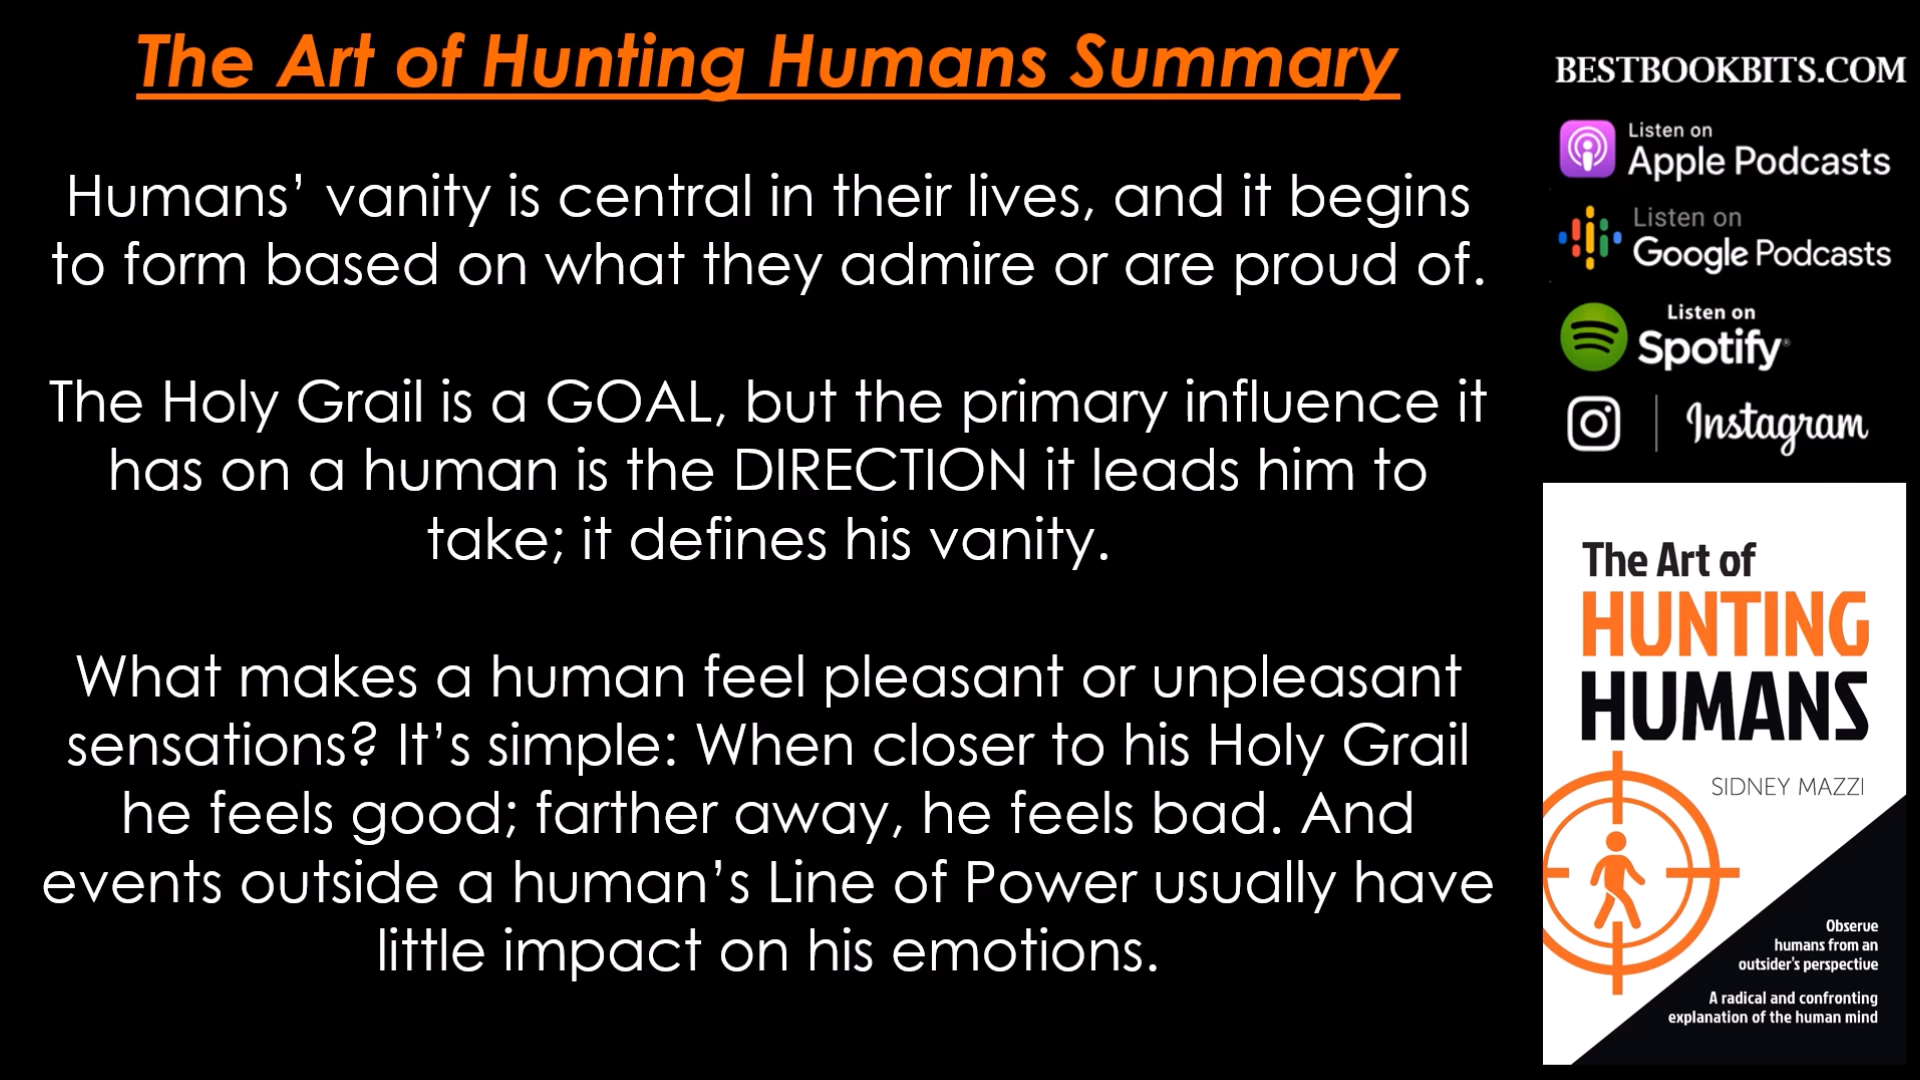 The Art of Hunting Humans Summary
Humans’ vanity is central in their lives, and it begins
to form based on what they admire or are proud of.
The Holy Grail is a GOAL, but the primary influence it
has on a human is the DIRECTION it leads him to
take; it defines his vanity.
What makes a human feel pleasant or unpleasant
sensations? It’s simple: When closer to his Holy Grail
he feels good; farther away, he feels bad. And
events outside a human’s Line of Power usually have
little impact on his emotions.
BESTBOOKBITS.COM
Listen on
Apple Podcasts
Listen on
Google Podcasts
Listen on
Spotify
Instagram
The Art of
HUNTING
HUMANS
SIDNEY MAZZI
Observe
humans from an
outsider’s perspective
A radical and confronting
explanation of the human mind